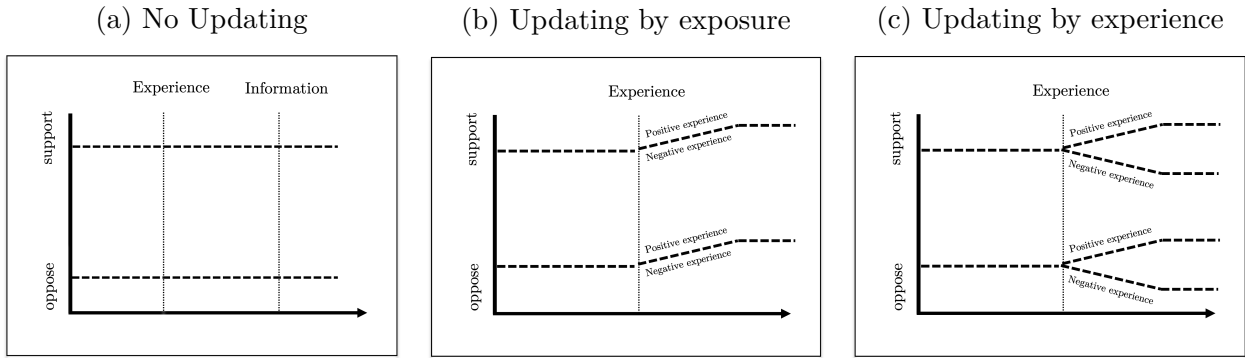 (a) No Updating
Experience
Information
support
oppose
(b) Updating by exposure
Experience
support
Positive experience
Negative experience
Positive experience
Negative experience
oppose
(c) Updating by experience
Experience
support
Positive experience
Negative experience
Positive experience
Negative experience
oppose